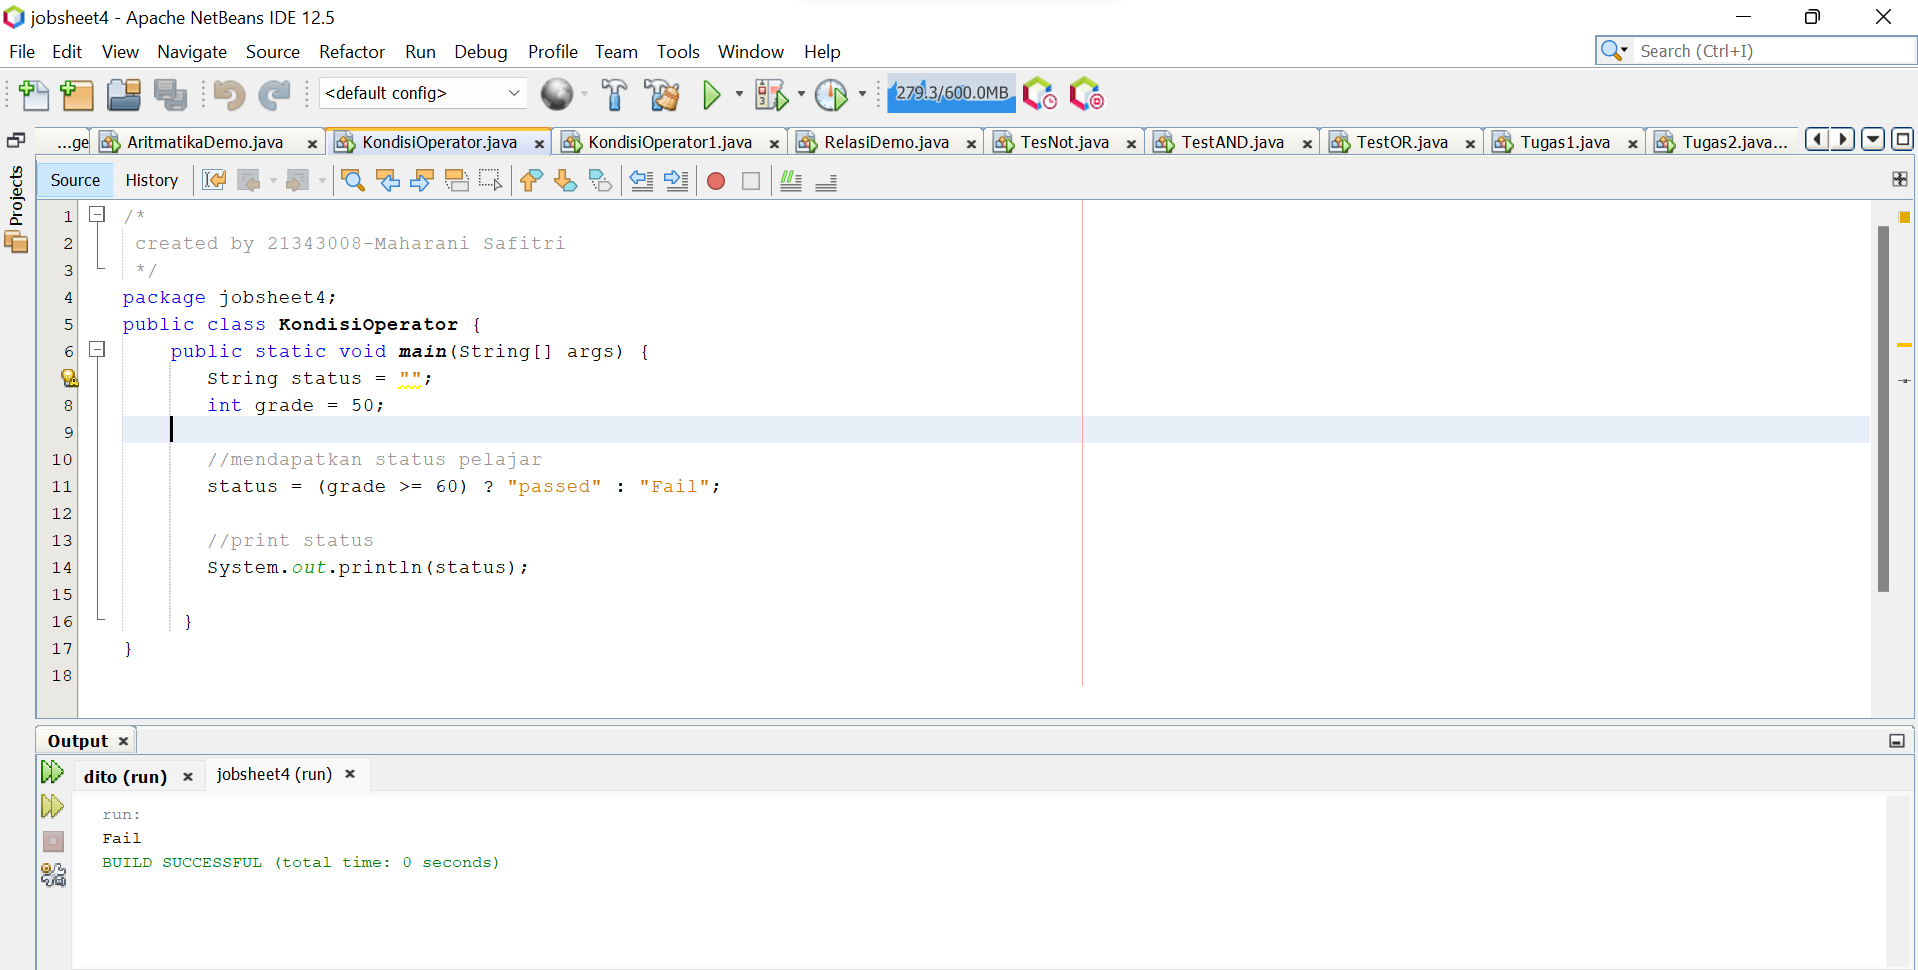 jobsheet4 - Apache NetBeans IDE 12.5
File Edit View Navigate Source Refactor Run Debug Profile Team Tools Window Help
Search (Ctrl+I)
<default config>
279.3/600.0MB
...ge AritmatikaDemo.java KondisiOperator.java KondisiOperator1.java RelasiDemo.java TesNot.java TestAND.java TestOR.java Tugas1.java Tugas2.java...
Projects
Source History
1 /*
2 created by 21343008-Maharani Safitri
3 */
4 package jobsheet4;
5 public class KondisiOperator {
6 public static void main(String[] args) {
String status = "";
8 int grade = 50;
9
10 //mendapatkan status pelajar
11 status = (grade >= 60) ? "passed" : "Fail";
12
13 //print status
14 System.out.println(status);
15
16 }
17 }
18
Output
dito (run) jobsheet4 (run)
run:
Fail
BUILD SUCCESSFUL (total time: 0 seconds)